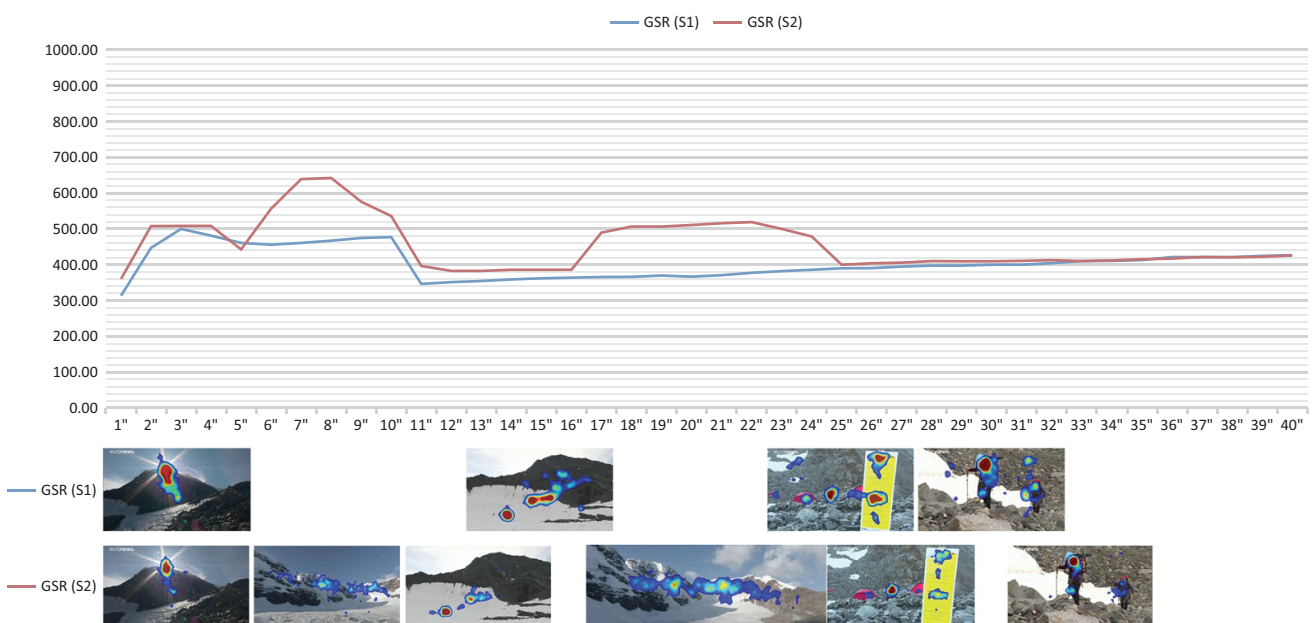 GSR (S1) GSR (S2)
1000.00
900.00
800.00
700.00
600.00
500.00
400.00
300.00
200.00
100.00
0.00
1" 2" 3" 4" 5" 6" 7" 8" 9" 10" 11" 12" 13" 14" 15" 16" 17" 18" 19" 20" 21" 22" 23" 24" 25" 26" 27" 28" 29" 30" 31" 32" 33" 34" 35" 36" 37" 38" 39" 40"
euronews.
GSR (S1)
euronews.
GSR (S2)